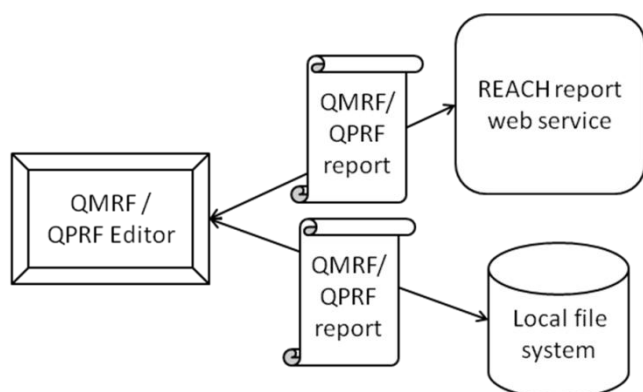 QMRF/
QPRF
report
REACH report
web service
QMRF /
QPRF Editor
QMRF/
QPRF
report
Local file
system